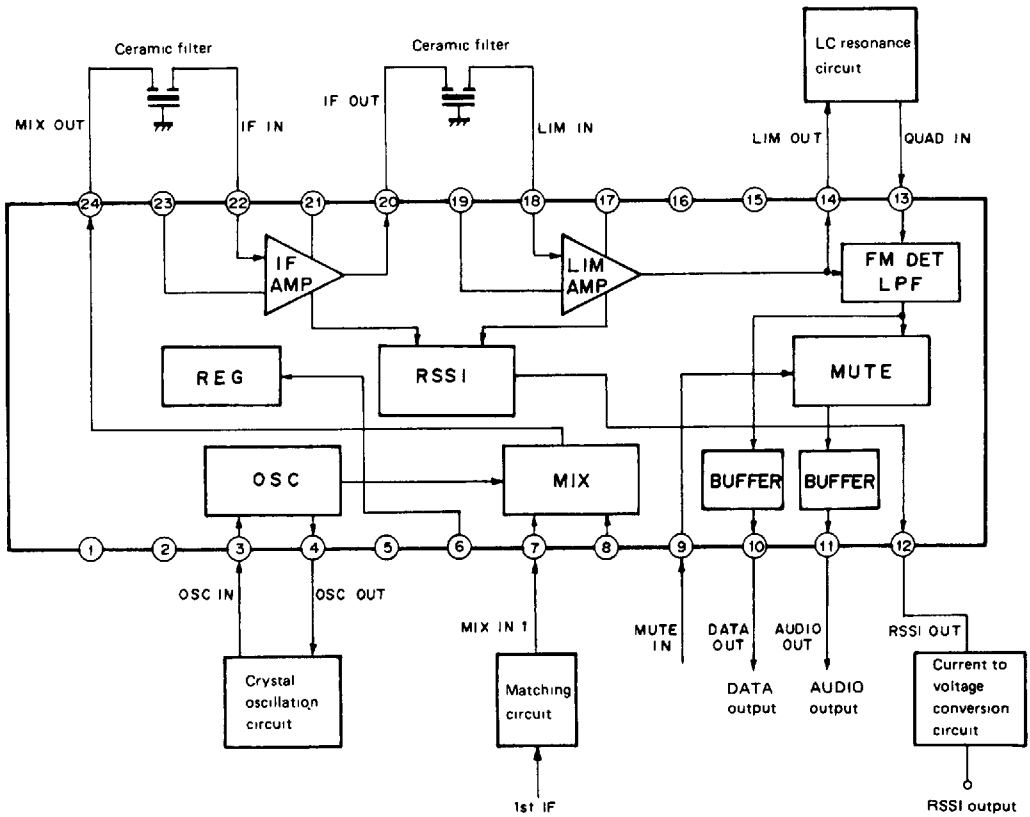 Ceramic filter
Ceramic filter
LC resonance
circuit
MIX OUT
IF IN
IF OUT
LIM IN
LIM OUT
QUAD IN
24
23
22
21
20
19
18
17
16
15
14
13
IF
AMP
LIM
AMP
FM DET
LPF
REG
RSSI
MUTE
OSC
MIX
BUFFER
BUFFER
1
2
3
4
5
6
7
8
9
10
11
12
OSC IN
OSC OUT
MIX IN 1
MUTE
IN
DATA
OUT
AUDIO
OUT
RSSI OUT
Crystal
oscillation
circuit
Matching
circuit
DATA
output
AUDIO
output
Current to
voltage
conversion
circuit
1st IF
RSSI output